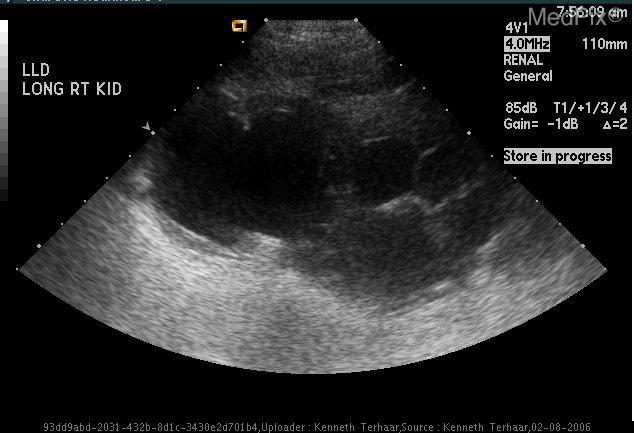 MedPix©
7:56:09 am
4V1
4.0MHz 110mm
RENAL
General
LLD
LONG RT KID
85dB T1/+1/3/4
Gain= -1dB Δ=2
Store in progress
93dd9abd-2031-432b-8d1c-3430e2d701b4,Uploader : Kenneth Terhaar,Source : Kenneth Terhaar,02-08-2006